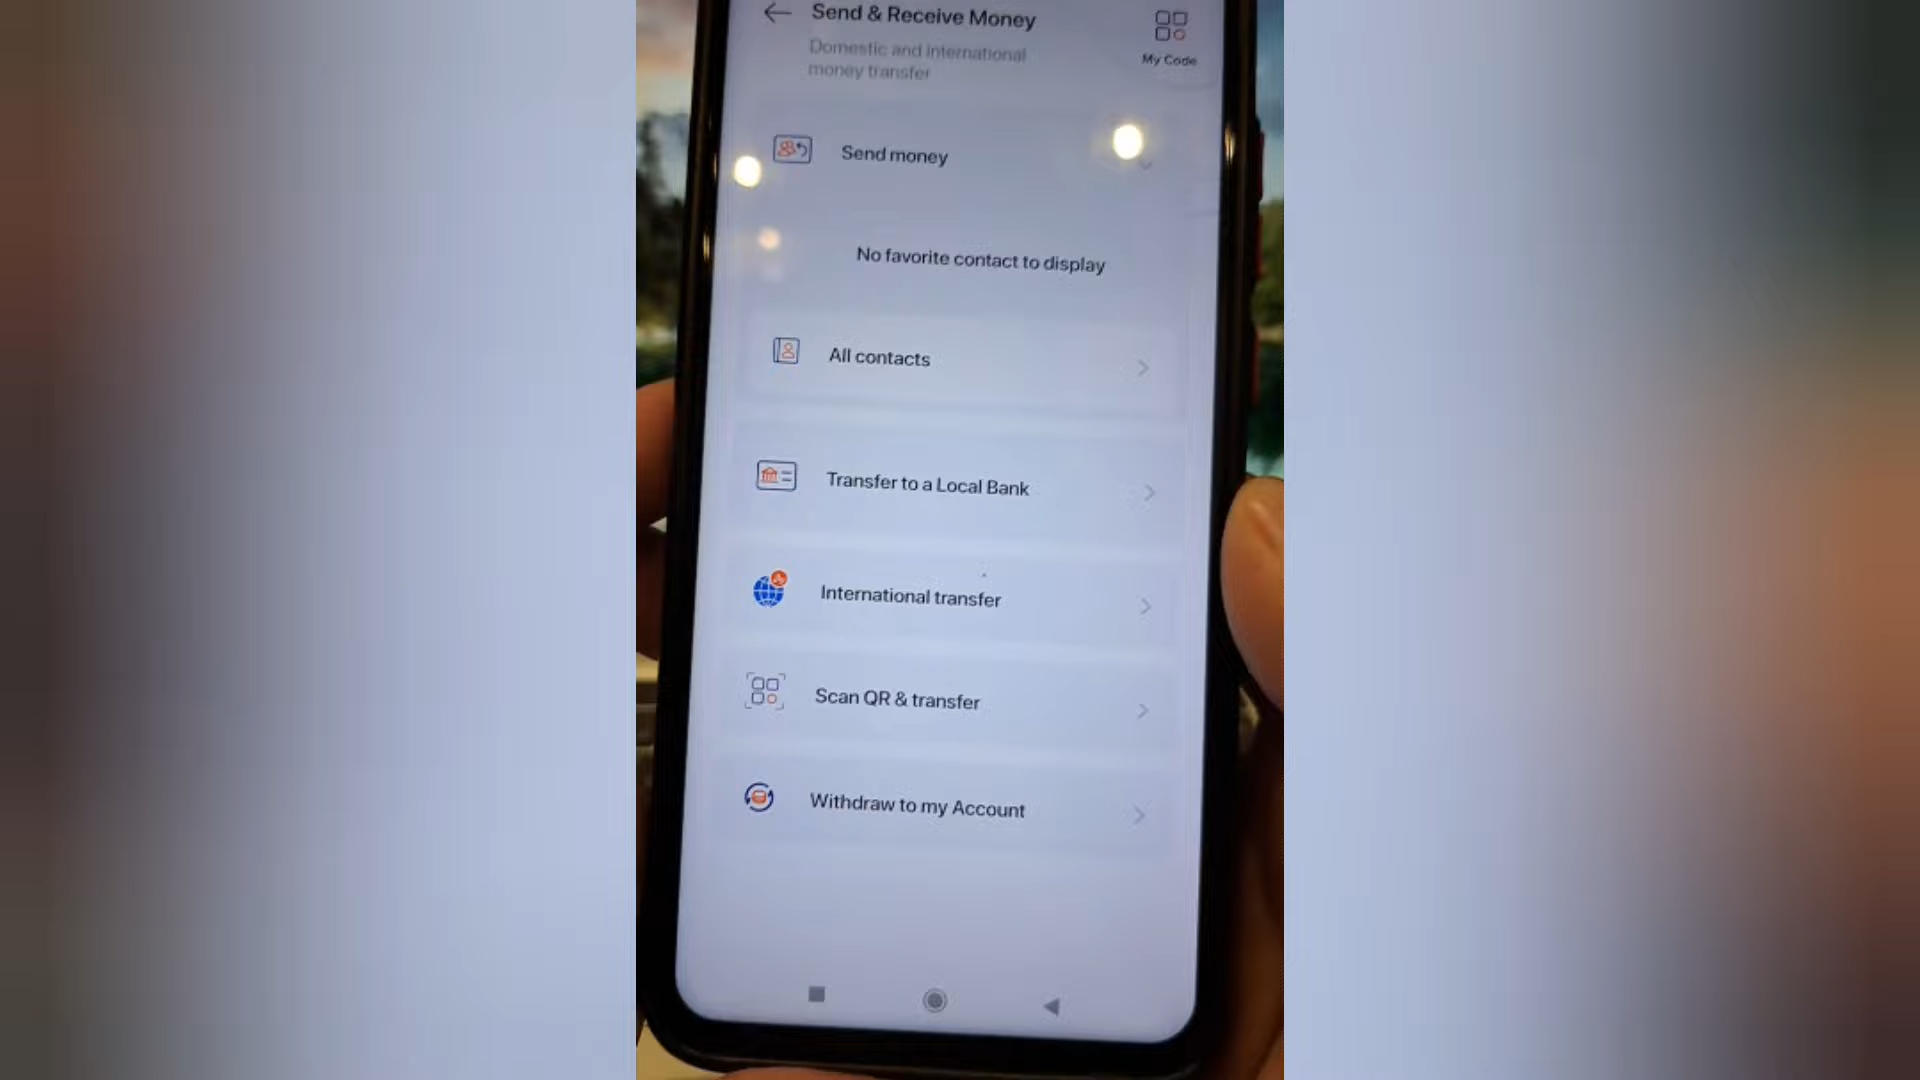 Send & Receive Money
My Code
Domestic and international
money transfer
Send money
No favorite contact to display
All contacts
Transfer to a Local Bank
International transfer
Scan QR & transfer
Withdraw to my Account